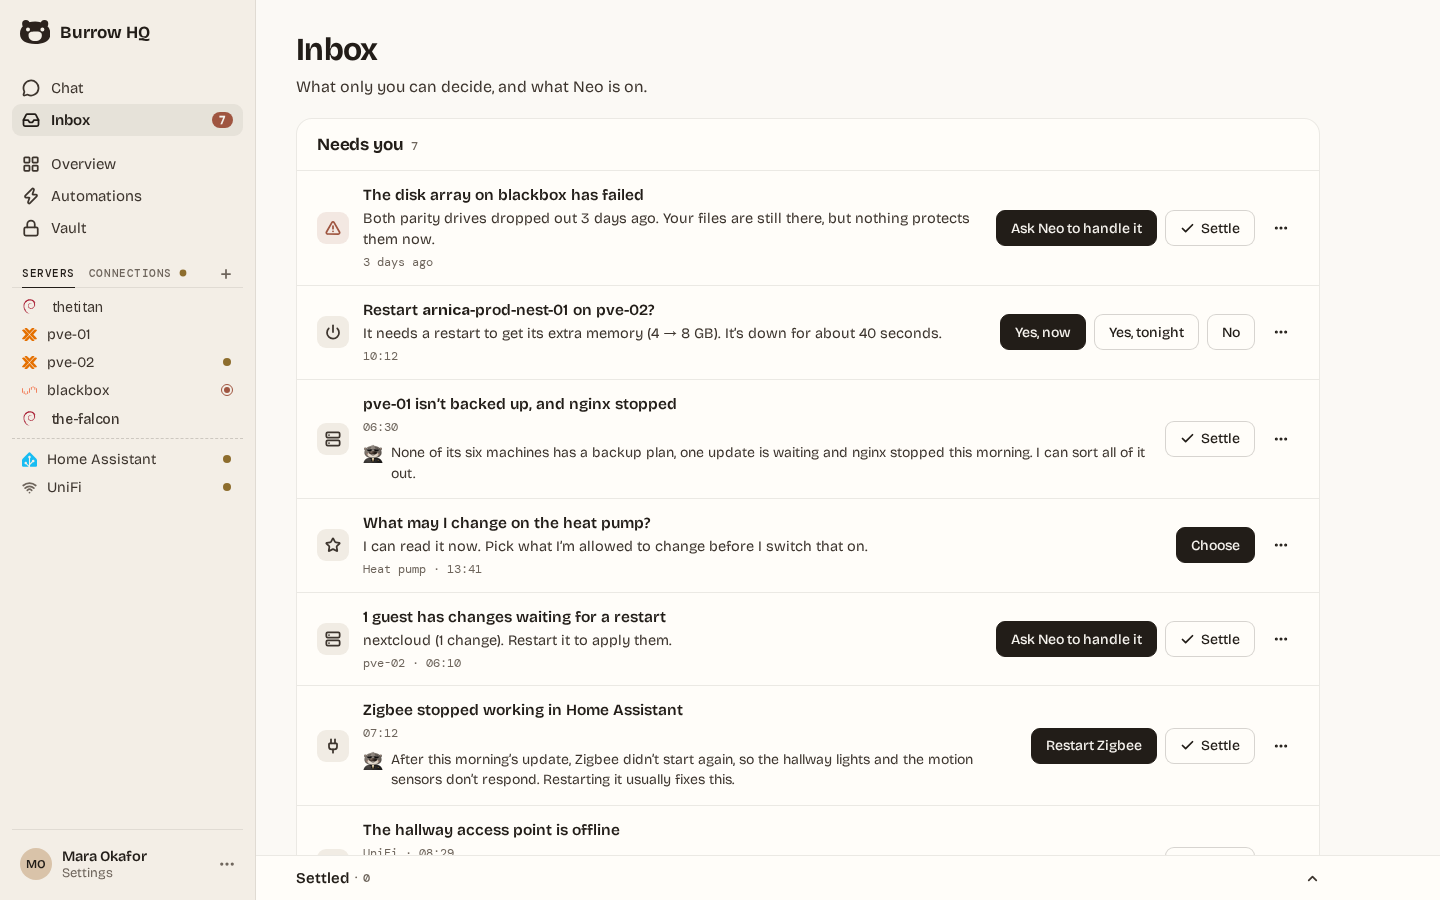 Burrow HQ
Chat
Inbox
7
Overview
Automations
Vault
SERVERS
CONNECTIONS
thetitan
pve-01
pve-02
blackbox
the-falcon
Home Assistant
UniFi
MO
Mara Okafor
Settings
Inbox
What only you can decide, and what Neo is on.
Needs you 7
The disk array on blackbox has failed
Both parity drives dropped out 3 days ago. Your files are still there, but nothing protects
them now.
3 days ago
Ask Neo to handle it
Settle
Restart arnica-prod-nest-01 on pve-02?
It needs a restart to get its extra memory (4 → 8 GB). It's down for about 40 seconds.
10:12
Yes, now
Yes, tonight
No
pve-01 isn't backed up, and nginx stopped
06:30
None of its six machines has a backup plan, one update is waiting and nginx stopped this morning. I can sort all of it
out.
Settle
What may I change on the heat pump?
I can read it now. Pick what I'm allowed to change before I switch that on.
Heat pump · 13:41
Choose
1 guest has changes waiting for a restart
nextcloud (1 change). Restart it to apply them.
pve-02 · 06:10
Ask Neo to handle it
Settle
Zigbee stopped working in Home Assistant
07:12
After this morning's update, Zigbee didn't start again, so the hallway lights and the motion
sensors don't respond. Restarting it usually fixes this.
Restart Zigbee
Settle
The hallway access point is offline
UniFi · 08:29
Settled · 0